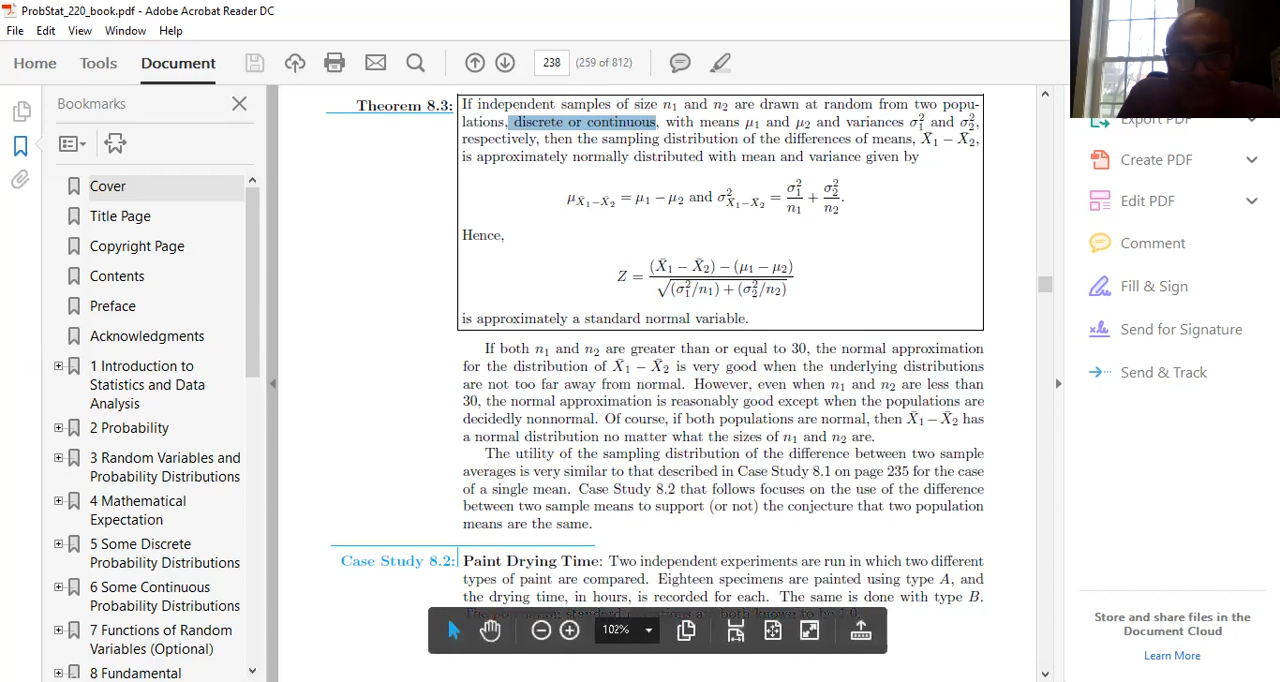 ProbStat_220_book.pdf - Adobe Acrobat Reader DC
File Edit View Window Help
Home Tools Document 238 (259 of 812)
Bookmarks
Cover
Title Page
Copyright Page
Contents
Preface
Acknowledgments
1 Introduction to
Statistics and Data
Analysis
2 Probability
3 Random Variables and
Probability Distributions
4 Mathematical
Expectation
5 Some Discrete
Probability Distributions
6 Some Continuous
Probability Distributions
7 Functions of Random
Variables (Optional)
8 Fundamental
Theorem 8.3: If independent samples of size n₁ and n₂ are drawn at random from two popu-
lations, discrete or continuous, with means μ₁ and μ₂ and variances σ₁² and σ₂²,
respectively, then the sampling distribution of the differences of means, X̄₁ − X̄₂,
is approximately normally distributed with mean and variance given by
μ_X̄₁−X̄₂ = μ₁ − μ₂ and σ²_X̄₁−X̄₂ = σ₁²/n₁ + σ₂²/n₂.
Hence,
Z = ((X̄₁ − X̄₂) − (μ₁ − μ₂)) / √((σ₁²/n₁) + (σ₂²/n₂))
is approximately a standard normal variable.
If both n₁ and n₂ are greater than or equal to 30, the normal approximation
for the distribution of X̄₁ − X̄₂ is very good when the underlying distributions
are not too far away from normal. However, even when n₁ and n₂ are less than
30, the normal approximation is reasonably good except when the populations are
decidedly nonnormal. Of course, if both populations are normal, then X̄₁ − X̄₂ has
a normal distribution no matter what the sizes of n₁ and n₂ are.
The utility of the sampling distribution of the difference between two sample
averages is very similar to that described in Case Study 8.1 on page 235 for the case
of a single mean. Case Study 8.2 that follows focuses on the use of the difference
between two sample means to support (or not) the conjecture that two population
means are the same.
Case Study 8.2: Paint Drying Time: Two independent experiments are run in which two different
types of paint are compared. Eighteen specimens are painted using type A, and
the drying time, in hours, is recorded for each. The same is done with type B.
102%
Export PDF
Create PDF
Edit PDF
Comment
Fill & Sign
Send for Signature
Send & Track
Store and share files in the
Document Cloud
Learn More